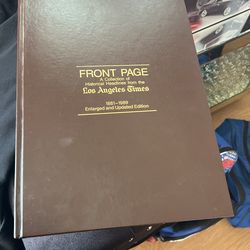 FRONT PAGE
A Collection of
Historical Headlines from the
Los Angeles Times
1881–1989
Enlarged and Updated Edition